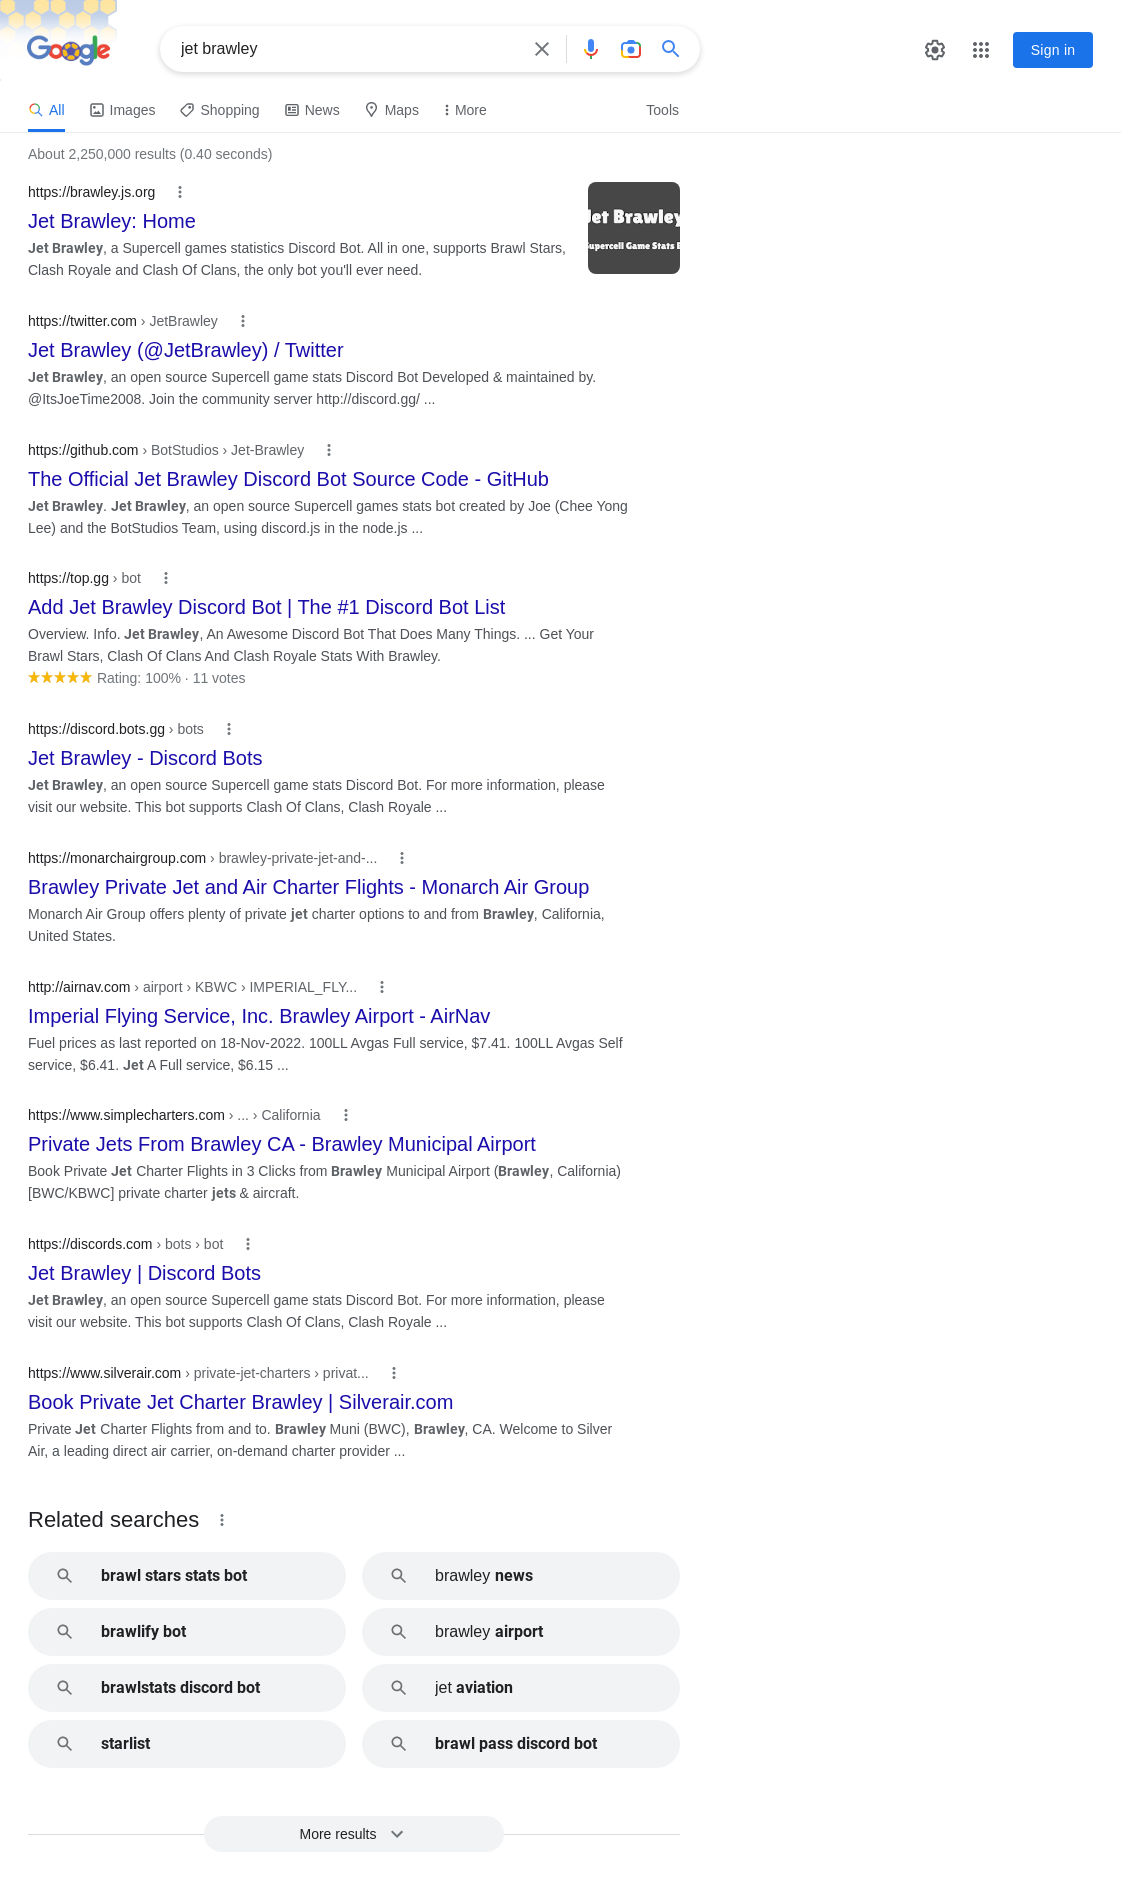 Google
jet brawley
Sign in
All
Images
Shopping
News
Maps
More
Tools
About 2,250,000 results (0.40 seconds)
https://brawley.js.org
Jet Brawley: Home
Jet Brawley, a Supercell games statistics Discord Bot. All in one, supports Brawl Stars,
Clash Royale and Clash Of Clans, the only bot you'll ever need.
Jet Brawley
Supercell Game Stats B
https://twitter.com › JetBrawley
Jet Brawley (@JetBrawley) / Twitter
Jet Brawley, an open source Supercell game stats Discord Bot Developed & maintained by.
@ItsJoeTime2008. Join the community server http://discord.gg/ ...
https://github.com › BotStudios › Jet-Brawley
The Official Jet Brawley Discord Bot Source Code - GitHub
Jet Brawley. Jet Brawley, an open source Supercell games stats bot created by Joe (Chee Yong
Lee) and the BotStudios Team, using discord.js in the node.js ...
https://top.gg › bot
Add Jet Brawley Discord Bot | The #1 Discord Bot List
Overview. Info. Jet Brawley, An Awesome Discord Bot That Does Many Things. ... Get Your
Brawl Stars, Clash Of Clans And Clash Royale Stats With Brawley.
Rating: 100% · 11 votes
https://discord.bots.gg › bots
Jet Brawley - Discord Bots
Jet Brawley, an open source Supercell game stats Discord Bot. For more information, please
visit our website. This bot supports Clash Of Clans, Clash Royale ...
https://monarchairgroup.com › brawley-private-jet-and-...
Brawley Private Jet and Air Charter Flights - Monarch Air Group
Monarch Air Group offers plenty of private jet charter options to and from Brawley, California,
United States.
http://airnav.com › airport › KBWC › IMPERIAL_FLY...
Imperial Flying Service, Inc. Brawley Airport - AirNav
Fuel prices as last reported on 18-Nov-2022. 100LL Avgas Full service, $7.41. 100LL Avgas Self
service, $6.41. Jet A Full service, $6.15 ...
https://www.simplecharters.com › ... › California
Private Jets From Brawley CA - Brawley Municipal Airport
Book Private Jet Charter Flights in 3 Clicks from Brawley Municipal Airport (Brawley, California)
[BWC/KBWC] private charter jets & aircraft.
https://discords.com › bots › bot
Jet Brawley | Discord Bots
Jet Brawley, an open source Supercell game stats Discord Bot. For more information, please
visit our website. This bot supports Clash Of Clans, Clash Royale ...
https://www.silverair.com › private-jet-charters › privat...
Book Private Jet Charter Brawley | Silverair.com
Private Jet Charter Flights from and to. Brawley Muni (BWC), Brawley, CA. Welcome to Silver
Air, a leading direct air carrier, on-demand charter provider ...
Related searches
brawl stars stats bot
brawley news
brawlify bot
brawley airport
brawlstats discord bot
jet aviation
starlist
brawl pass discord bot
More results